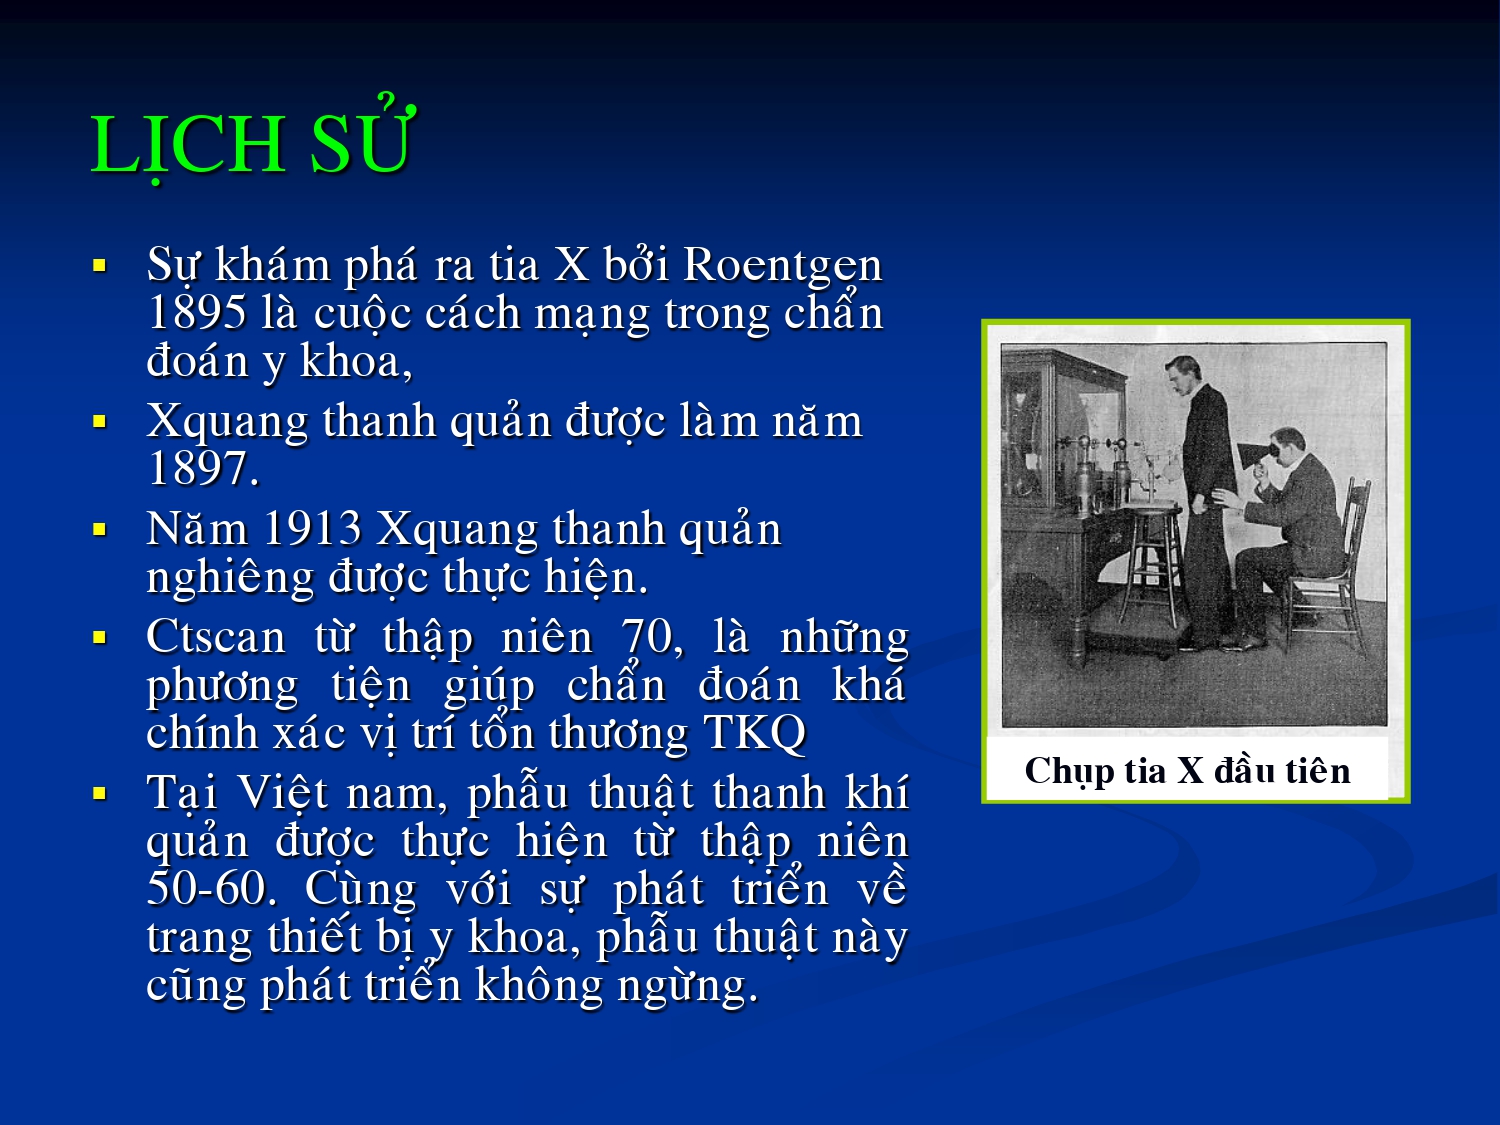 LỊCH SỬ
Sự khám phá ra tia X bởi Roentgen
1895 là cuộc cách mạng trong chẩn
đoán y khoa,
Xquang thanh quản được làm năm
1897.
Năm 1913 Xquang thanh quản
nghiêng được thực hiện.
Ctscan từ thập niên 70, là những
phương tiện giúp chẩn đoán khá
chính xác vị trí tổn thương TKQ
Tại Việt nam, phẫu thuật thanh khí
quản được thực hiện từ thập niên
50-60. Cùng với sự phát triển về
trang thiết bị y khoa, phẫu thuật này
cũng phát triển không ngừng.
Chụp tia X đầu tiên